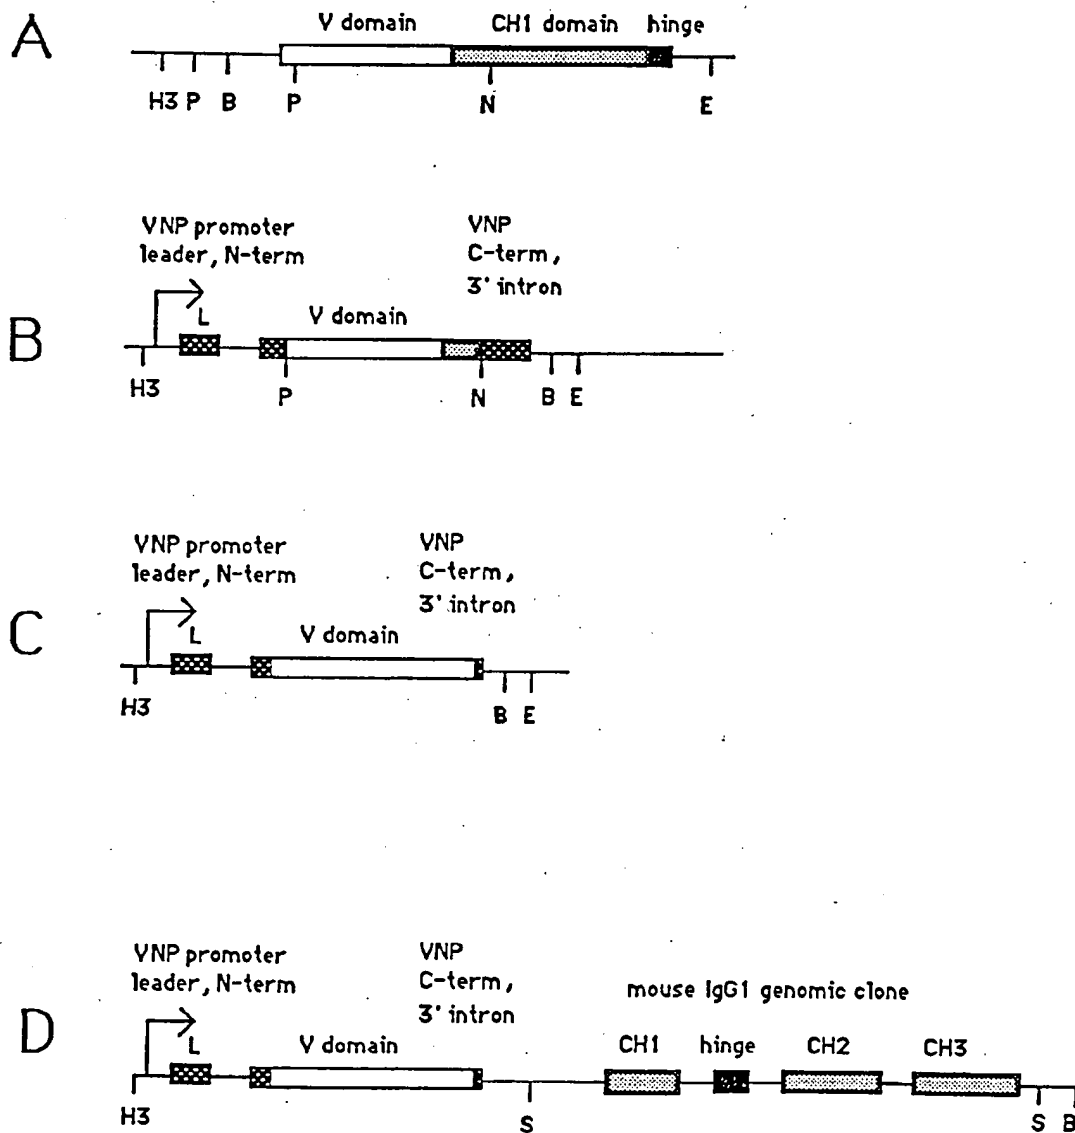 A
V domain CH1 domain hinge
H3 P B P N E
VNP promoter
leader, N-term
VNP
C-term,
3' intron
B
L
V domain
H3 P N B E
VNP promoter
leader, N-term
VNP
C-term,
3' intron
C
L
V domain
H3 B E
VNP promoter
leader, N-term
VNP
C-term,
3' intron
mouse IgG1 genomic clone
D
L
V domain
CH1 hinge CH2 CH3
H3 S S B